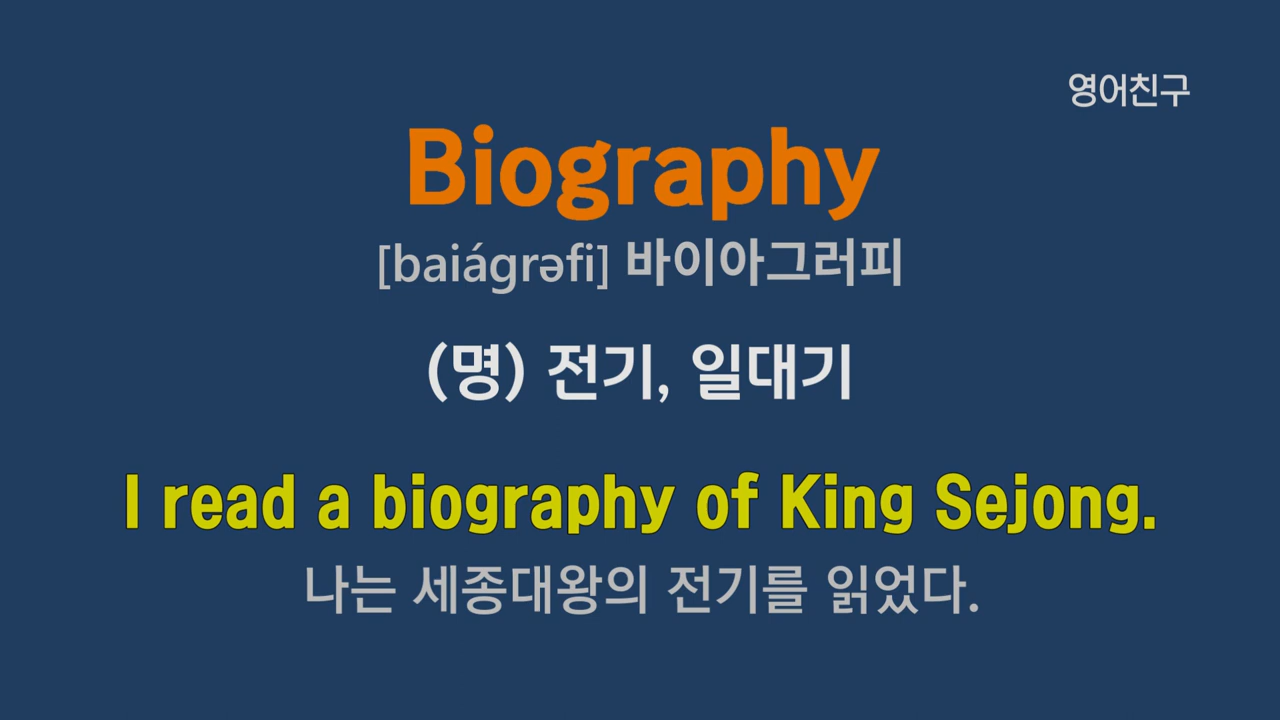 영어친구
Biography
[baiágrəfi] 바이아그러피
(명) 전기, 일대기
I read a biography of King Sejong.
나는 세종대왕의 전기를 읽었다.